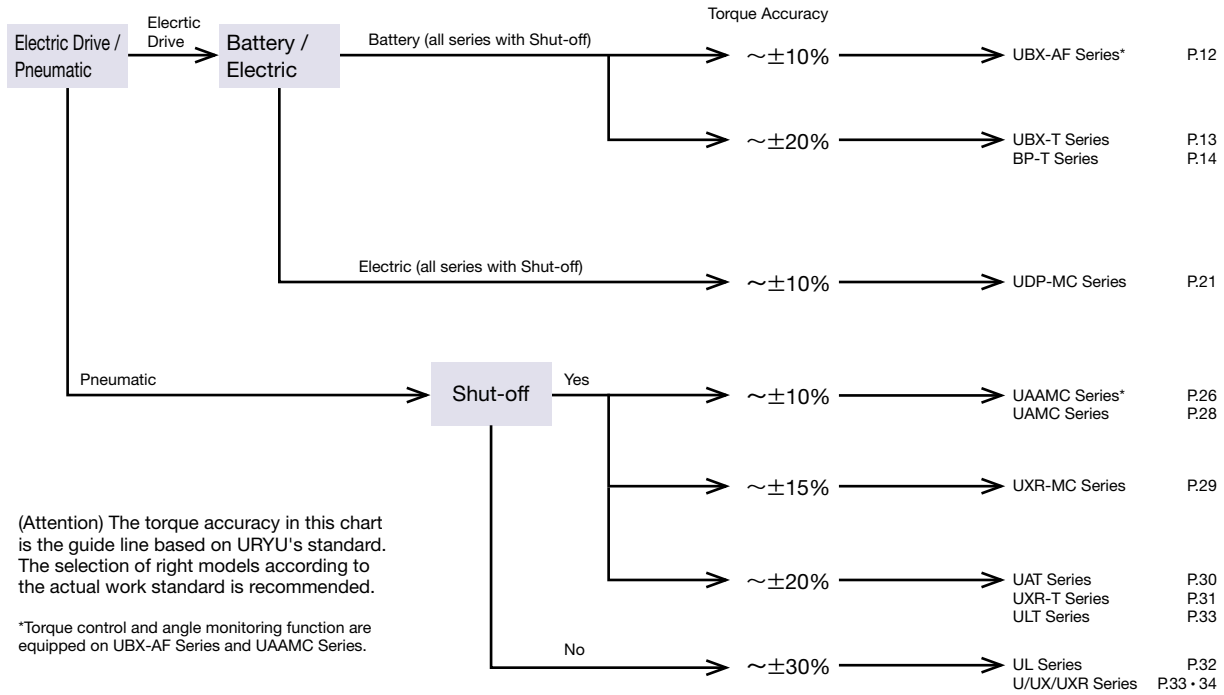 Torque Accuracy
Electric Drive /
Pneumatic
Elecrtic
Drive
Battery /
Electric
Battery (all series with Shut-off)
~±10%
UBX-AF Series* P.12
~±20%
UBX-T Series P.13
BP-T Series P.14
Electric (all series with Shut-off)
~±10%
UDP-MC Series P.21
Pneumatic
Shut-off
Yes
~±10%
UAAMC Series* P.26
UAMC Series P.28
~±15%
UXR-MC Series P.29
~±20%
UAT Series P.30
UXR-T Series P.31
ULT Series P.33
No
~±30%
UL Series P.32
U/UX/UXR Series P.33・34
(Attention) The torque accuracy in this chart
is the guide line based on URYU's standard.
The selection of right models according to
the actual work standard is recommended.
*Torque control and angle monitoring function are
equipped on UBX-AF Series and UAAMC Series.